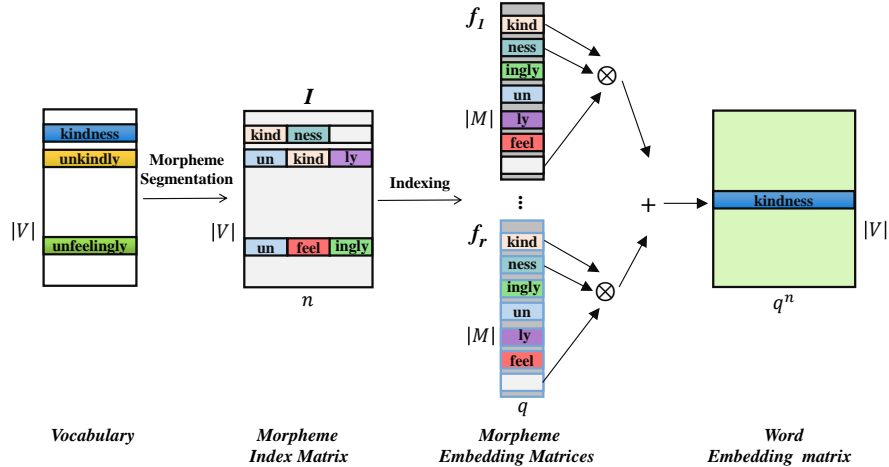 kindness
unkindly
unfeelingly
|V|
Vocabulary
Morpheme
Segmentation
I
kind ness
un kind ly
un feel ingly
|V|
n
Morpheme
Index Matrix
Indexing
f1
kind
ness
ingly
un
ly
feel
|M|
⊗
⋮
fr
kind
ness
ingly
un
ly
feel
|M|
⊗
q
Morpheme
Embedding Matrices
+
kindness
|V|
qⁿ
Word
Embedding matrix